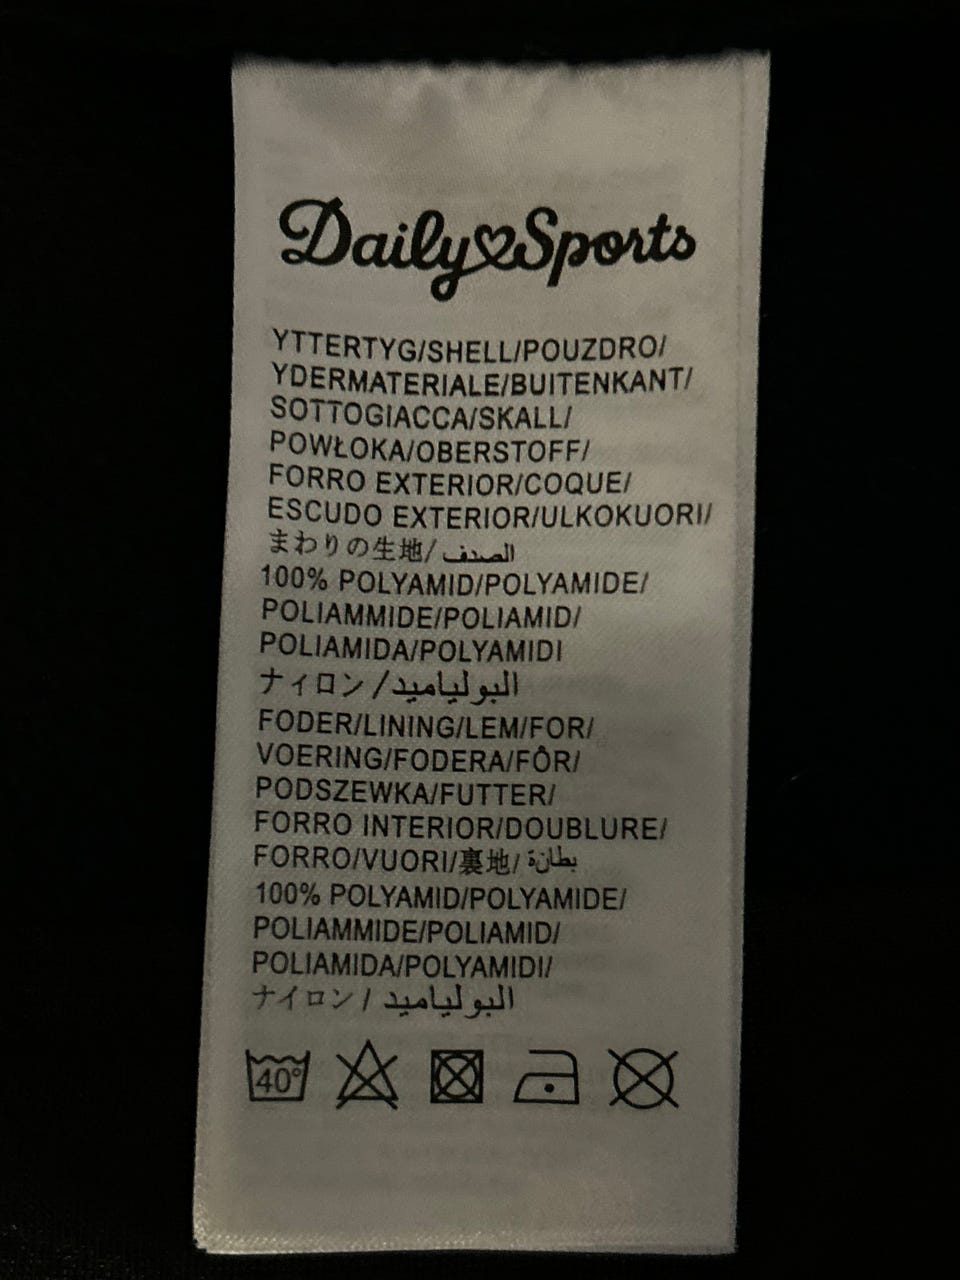 Daily Sports
YTTERTYG/SHELL/POUZDRO/
YDERMATERIALE/BUITENKANT/
SOTTOGIACCA/SKALL/
POWŁOKA/OBERSTOFF/
FORRO EXTERIOR/COQUE/
ESCUDO EXTERIOR/ULKOKUORI/
まわりの生地/الصدف
100% POLYAMID/POLYAMIDE/
POLIAMMIDE/POLIAMID/
POLIAMIDA/POLYAMIDI
ナィロン/البولياميد
FODER/LINING/LEM/FOR/
VOERING/FODERA/FÔR/
PODSZEWKA/FUTTER/
FORRO INTERIOR/DOUBLURE/
FORRO/VUORI/裏地/بطانة
100% POLYAMID/POLYAMIDE/
POLIAMMIDE/POLIAMID/
POLIAMIDA/POLYAMIDI/
ナイロン/البولياميد
40°